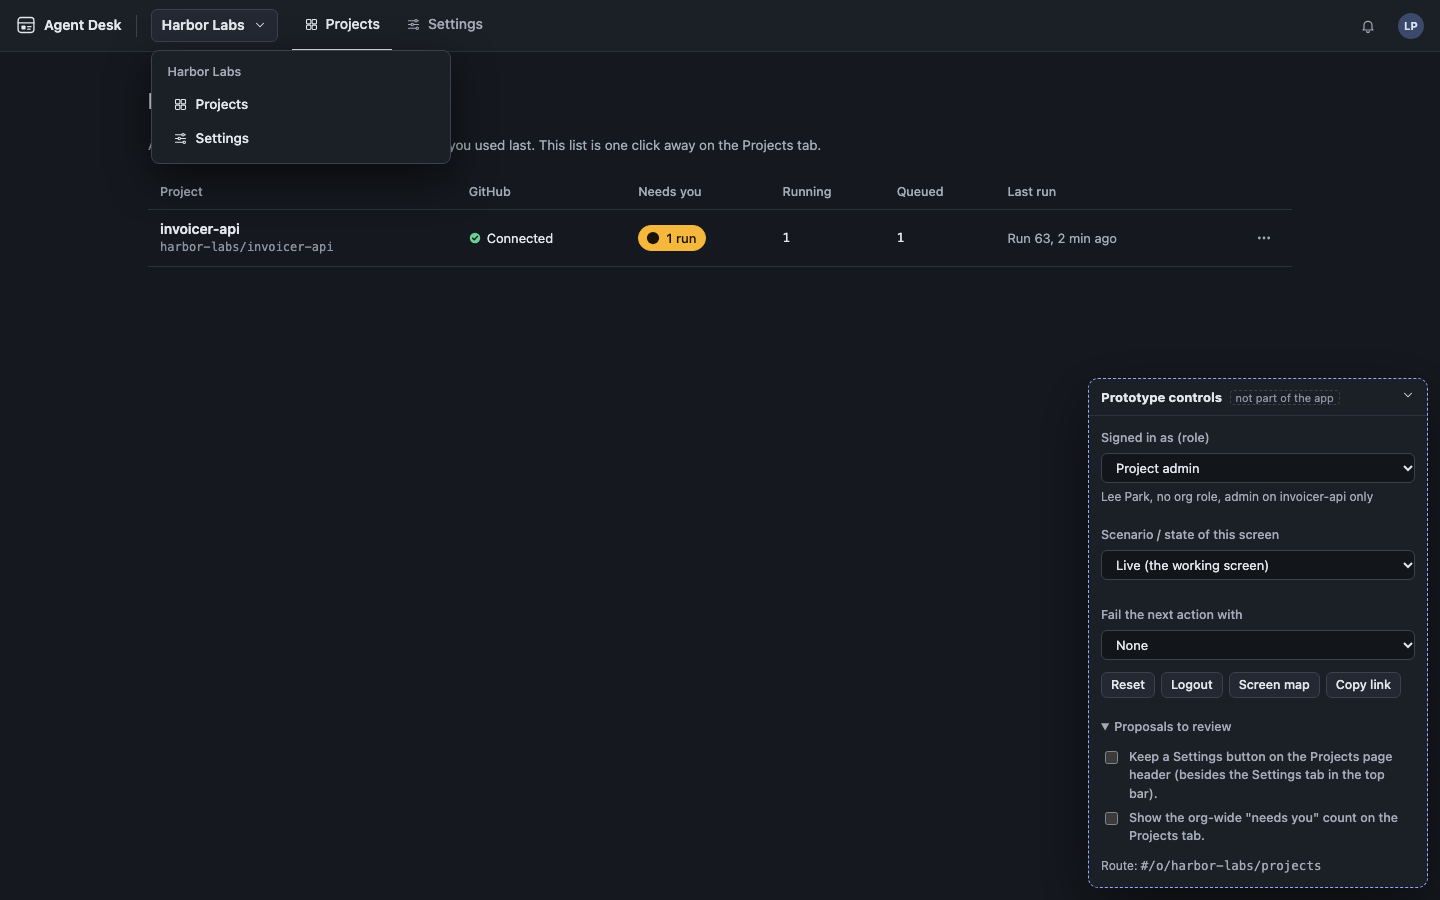 Agent Desk
Harbor Labs
Projects
Settings
LP
Harbor Labs
Projects
Settings
you used last. This list is one click away on the Projects tab.
Project
GitHub
Needs you
Running
Queued
Last run
invoicer-api
harbor-labs/invoicer-api
Connected
1 run
1
1
Run 63, 2 min ago
Prototype controls
not part of the app
Signed in as (role)
Project admin
Lee Park, no org role, admin on invoicer-api only
Scenario / state of this screen
Live (the working screen)
Fail the next action with
None
Reset
Logout
Screen map
Copy link
Proposals to review
Keep a Settings button on the Projects page
header (besides the Settings tab in the top
bar).
Show the org-wide "needs you" count on the
Projects tab.
Route: #/o/harbor-labs/projects